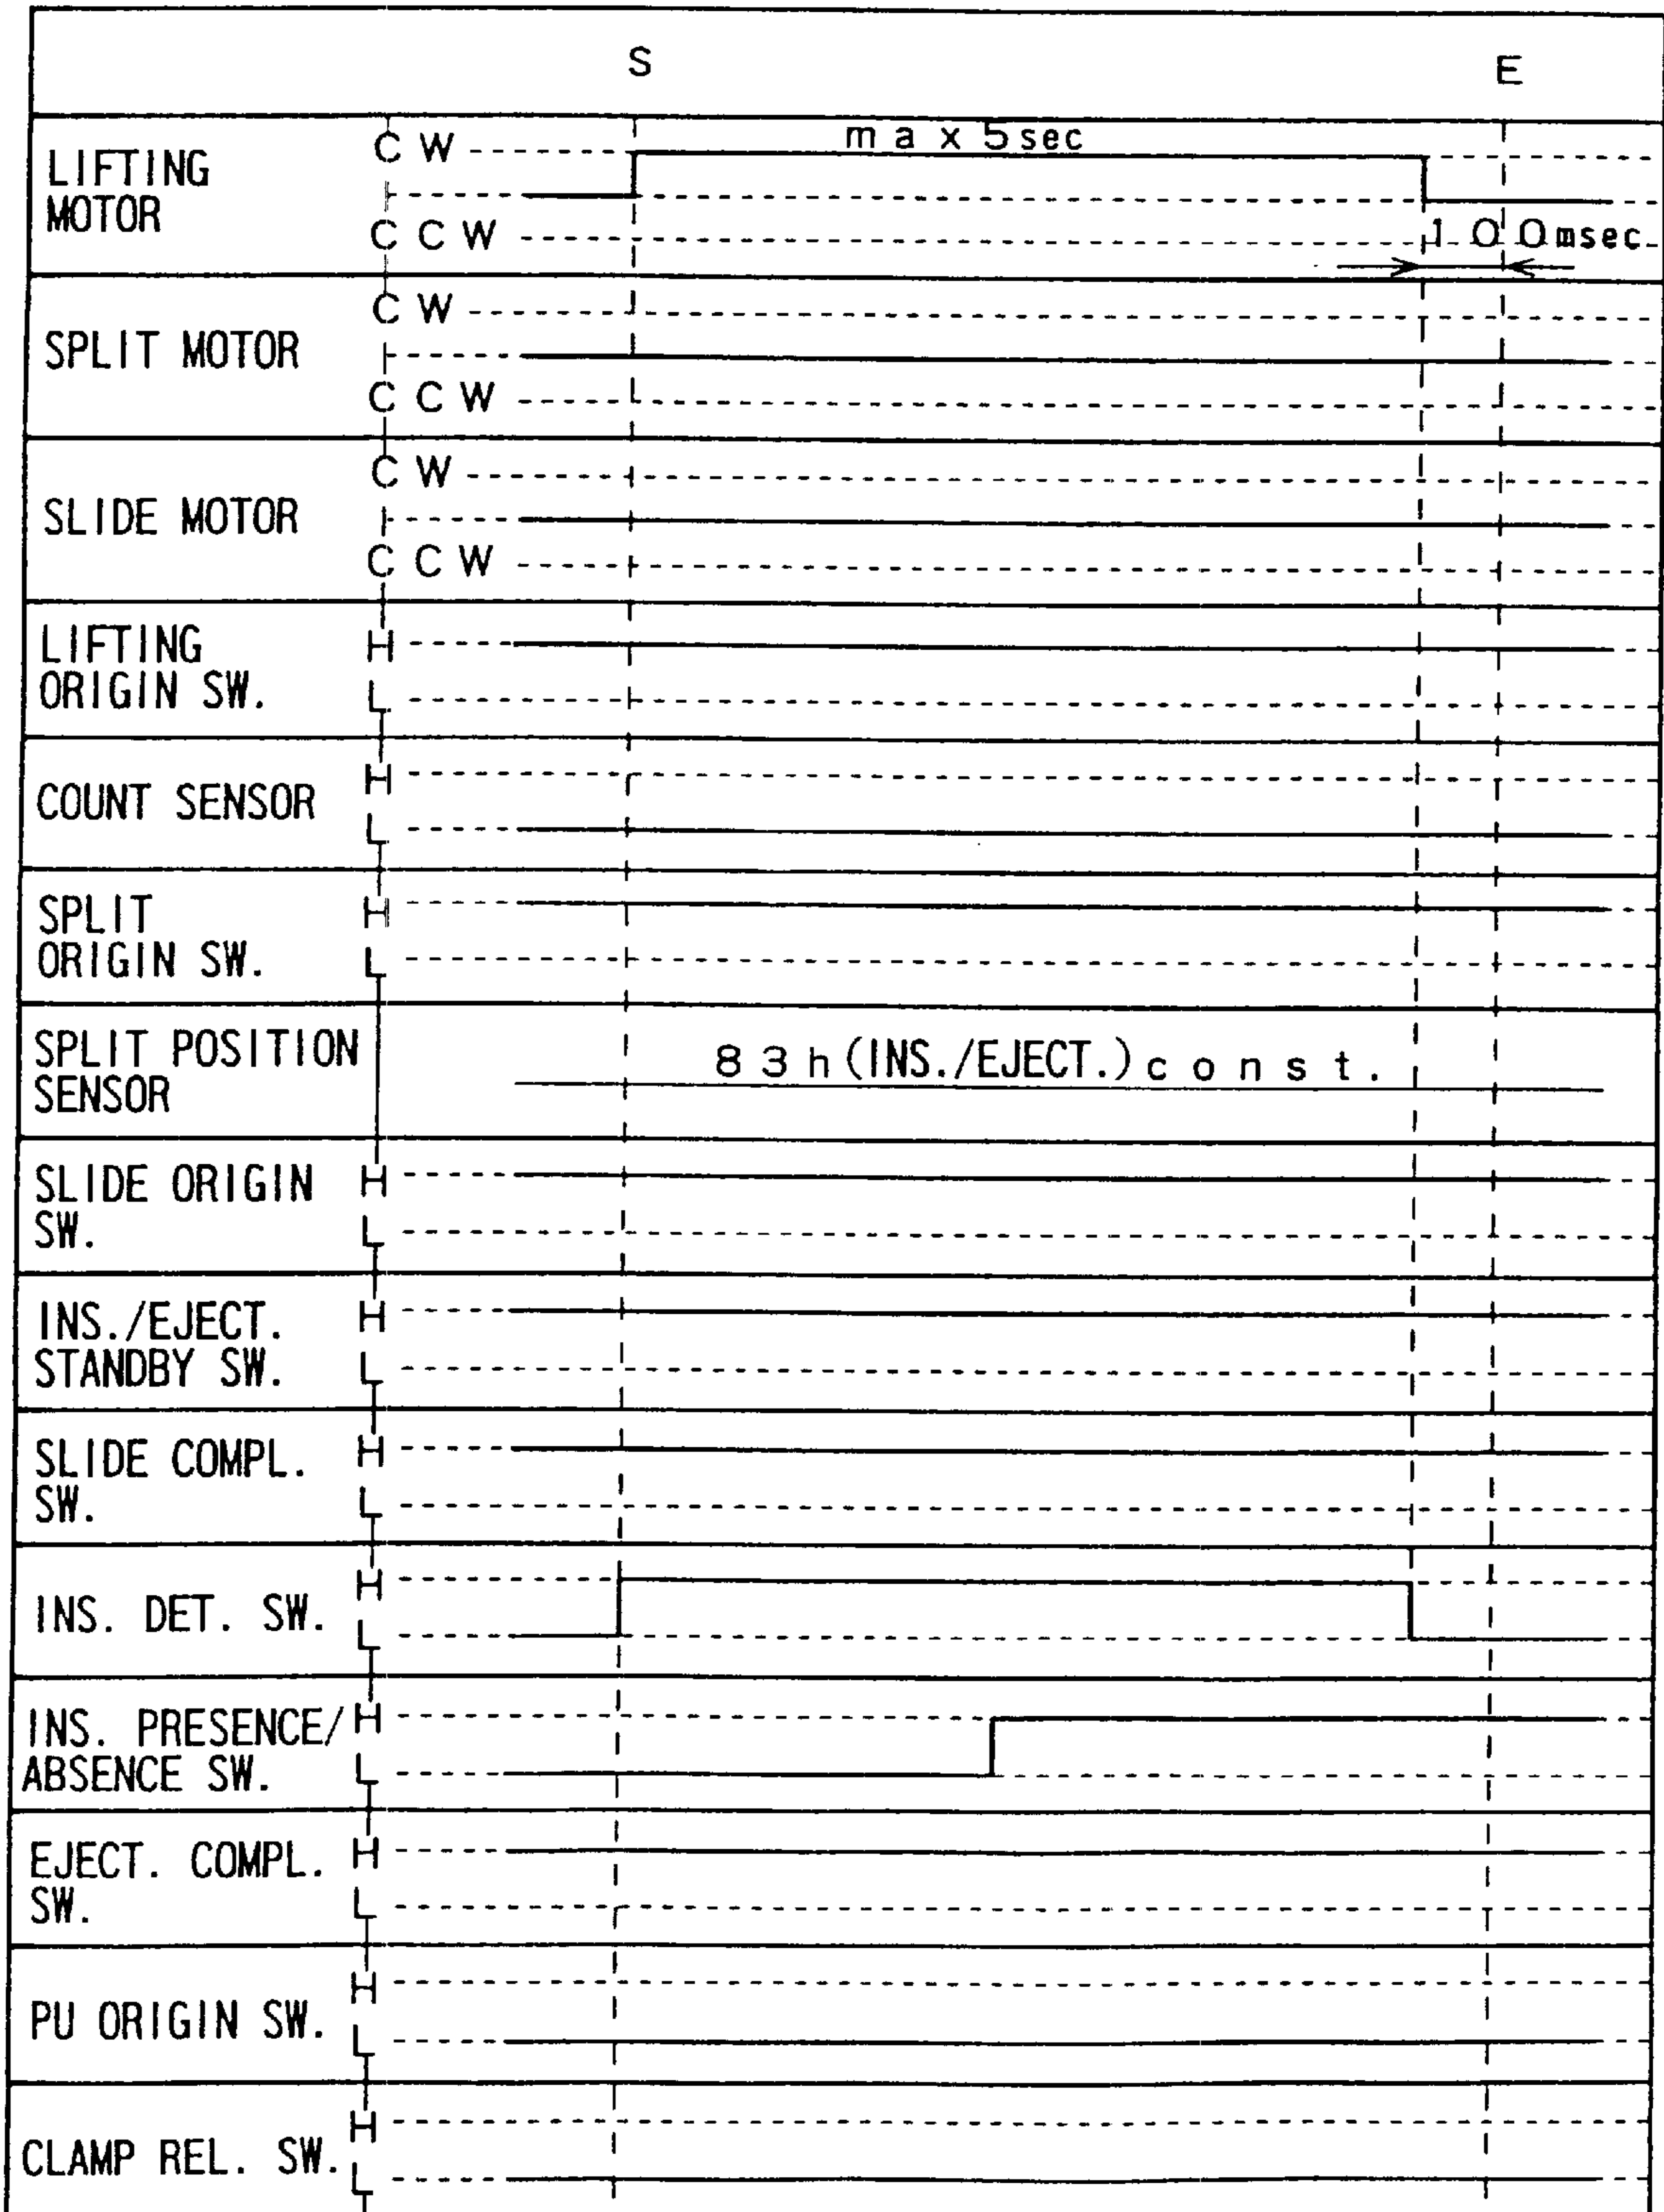 S E
LIFTING
MOTOR
CW
max 5sec
CCW
100msec
SPLIT MOTOR
CW
CCW
SLIDE MOTOR
CW
CCW
LIFTING
ORIGIN SW.
H
L
COUNT SENSOR
H
L
SPLIT
ORIGIN SW.
H
L
SPLIT POSITION
SENSOR
83h(INS./EJECT.)const.
SLIDE ORIGIN
SW.
H
L
INS./EJECT.
STANDBY SW.
H
L
SLIDE COMPL.
SW.
H
L
INS. DET. SW.
H
L
INS. PRESENCE/
ABSENCE SW.
H
L
EJECT. COMPL.
SW.
H
L
PU ORIGIN SW.
H
L
CLAMP REL. SW.
H
L